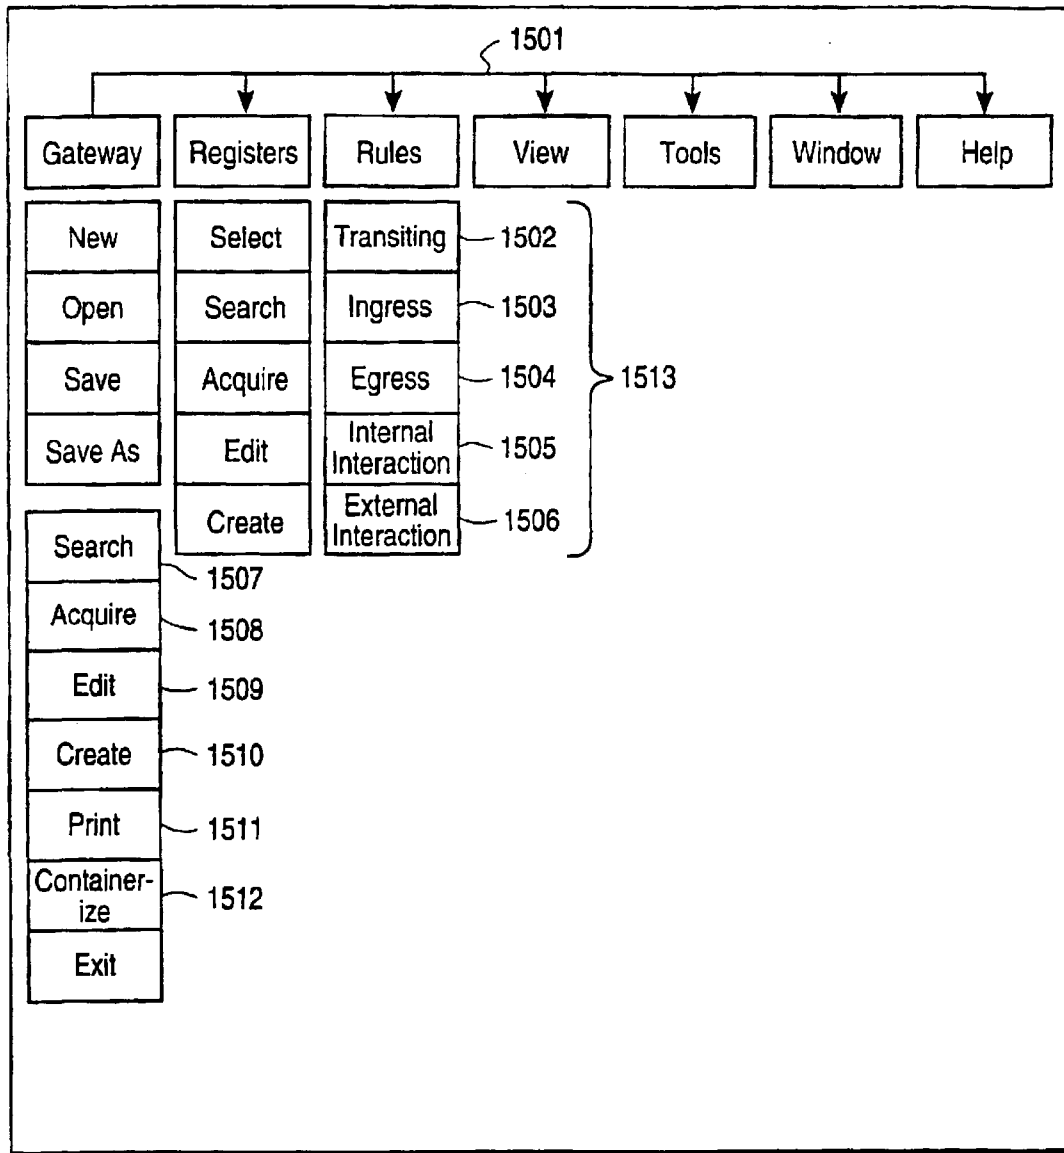 1501
Gateway
Registers
Rules
View
Tools
Window
Help
New
Open
Save
Save As
Search
1507
Acquire
1508
Edit
1509
Create
1510
Print
1511
Container-
ize
1512
Exit
Select
Search
Acquire
Edit
Create
Transiting
1502
Ingress
1503
Egress
1504
Internal
Interaction
1505
External
Interaction
1506
1513